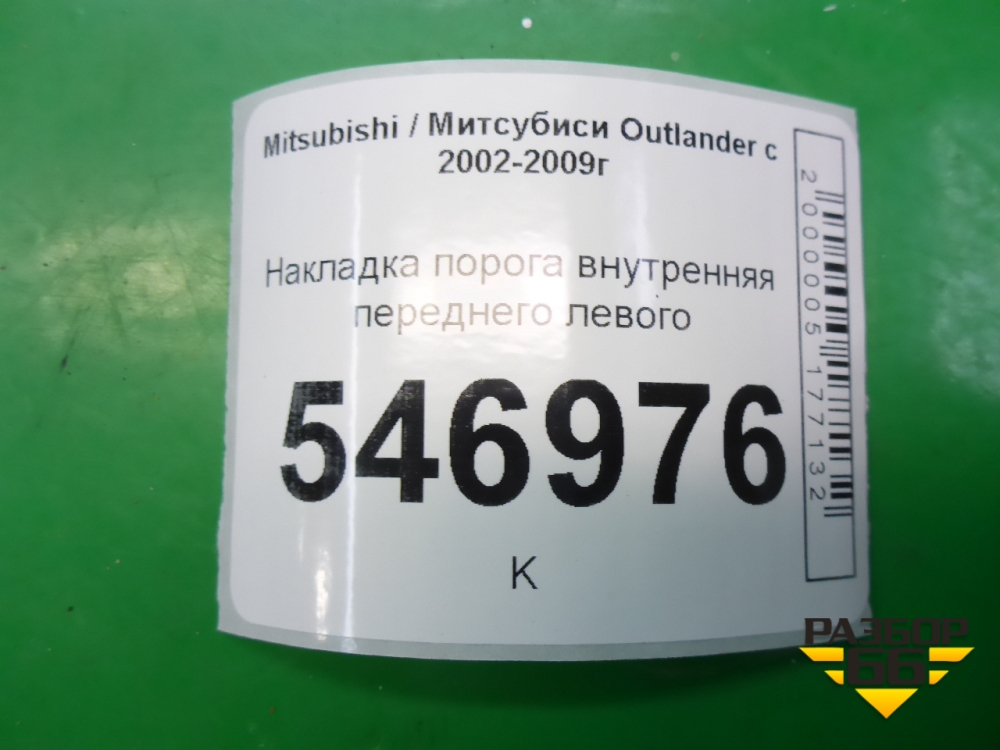 Mitsubishi / Митсубиси Outlander с
2002-2009г
Накладка порога внутренняя
переднего левого
546976
К
2000005177132
РАЗБОР
66